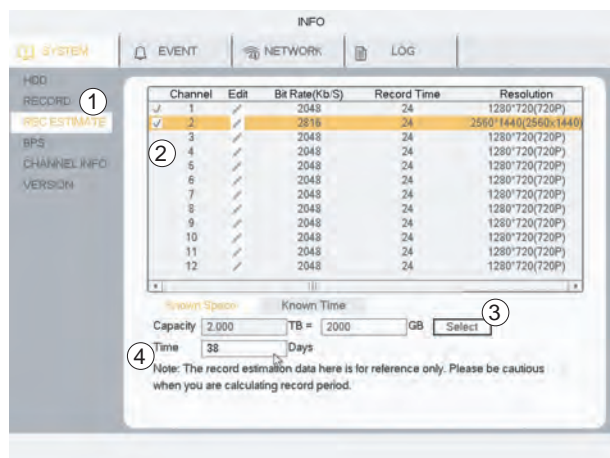 INFO
SYSTEM EVENT NETWORK LOG
HDD
RECORD
RSC ESTIMATE
BPS
CHANNEL INFO
VERSION
1
Channel Edit Bit Rate(Kb/S) Record Time Resolution
1 2048 24 1280*720(720P)
2 2816 24 2560*1440(2560x1440)
3 2048 24 1280*720(720P)
4 2048 24 1280*720(720P)
5 2048 24 1280*720(720P)
6 2048 24 1280*720(720P)
7 2048 24 1280*720(720P)
8 2048 24 1280*720(720P)
9 2048 24 1280*720(720P)
10 2048 24 1280*720(720P)
11 2048 24 1280*720(720P)
12 2048 24 1280*720(720P)
2
Known Space Known Time
3
Capacity 2.000 TB = 2000 GB Select
4
Time 38 Days
Note: The record estimation data here is for reference only. Please be cautious
when you are calculating record period.